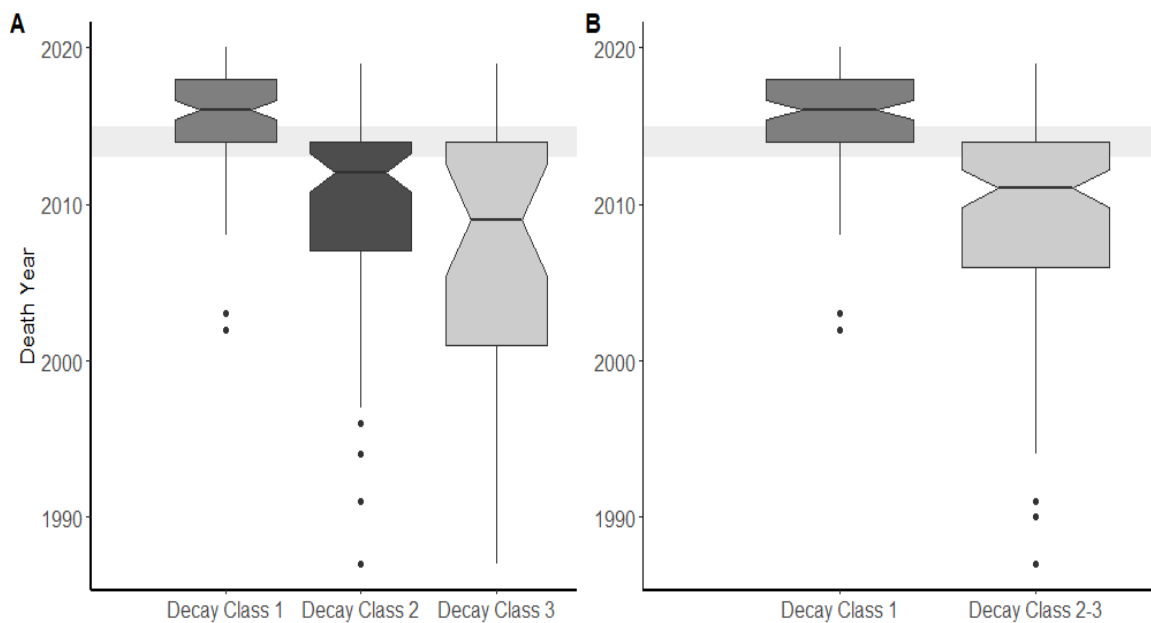 A
Death Year
2020
2010
2000
1990
Decay Class 1 Decay Class 2 Decay Class 3
B
2020
2010
2000
1990
Decay Class 1 Decay Class 2-3